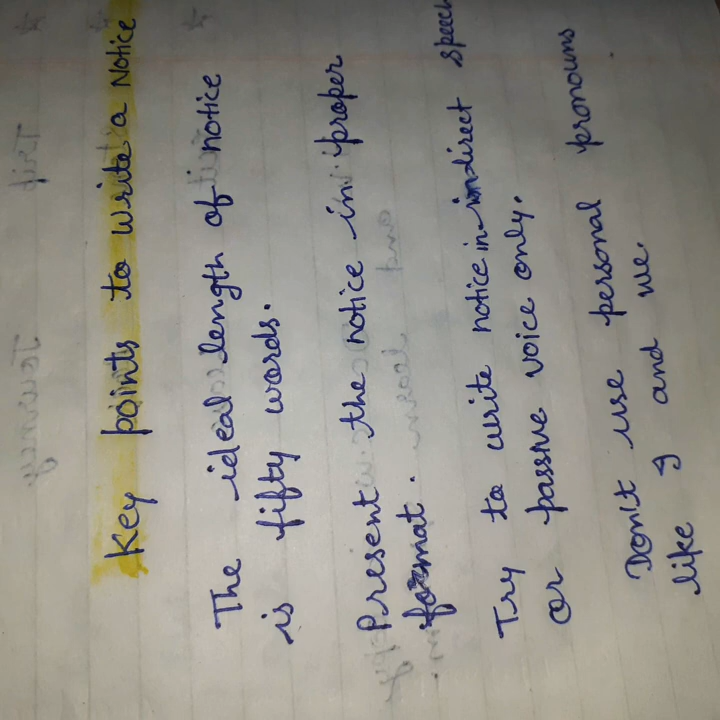 Key points to write a Notice
The ideal length of notice
is fifty words.
Present the notice in proper
format.
Try to write notice in indirect speech
or passive voice only.
Don't use personal pronouns
like I and we.